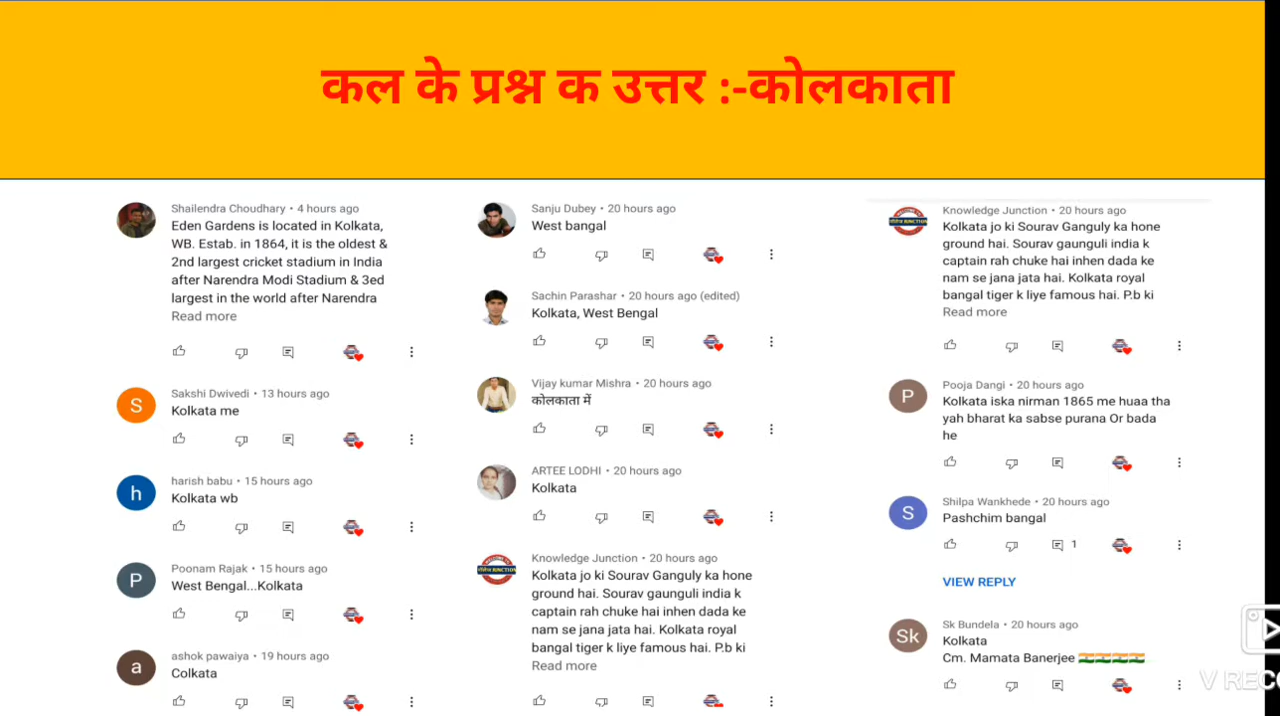 कल के प्रश्न क उत्तर :-कोलकाता
Shailendra Choudhary • 4 hours ago
Eden Gardens is located in Kolkata,
WB. Estab. in 1864, it is the oldest &
2nd largest cricket stadium in India
after Narendra Modi Stadium & 3ed
largest in the world after Narendra
Read more
Sakshi Dwivedi • 13 hours ago
Kolkata me
harish babu • 15 hours ago
Kolkata wb
Poonam Rajak • 15 hours ago
West Bengal...Kolkata
ashok pawaiya • 19 hours ago
Colkata
Sanju Dubey • 20 hours ago
West bangal
Sachin Parashar • 20 hours ago (edited)
Kolkata, West Bengal
Vijay kumar Mishra • 20 hours ago
कोलकाता में
ARTEE LODHI • 20 hours ago
Kolkata
Knowledge Junction • 20 hours ago
Kolkata jo ki Sourav Ganguly ka hone
ground hai. Sourav gaunguli india k
captain rah chuke hai inhen dada ke
nam se jana jata hai. Kolkata royal
bangal tiger k liye famous hai. P.b ki
Read more
Knowledge Junction • 20 hours ago
Kolkata jo ki Sourav Ganguly ka hone
ground hai. Sourav gaunguli india k
captain rah chuke hai inhen dada ke
nam se jana jata hai. Kolkata royal
bangal tiger k liye famous hai. P.b ki
Read more
P
Pooja Dangi • 20 hours ago
Kolkata iska nirman 1865 me huaa tha
yah bharat ka sabse purana Or bada
he
S
Shilpa Wankhede • 20 hours ago
Pashchim bangal
1
VIEW REPLY
Sk
Sk Bundela • 20 hours ago
Kolkata
Cm. Mamata Banerjee
S
h
P
a
V RECO